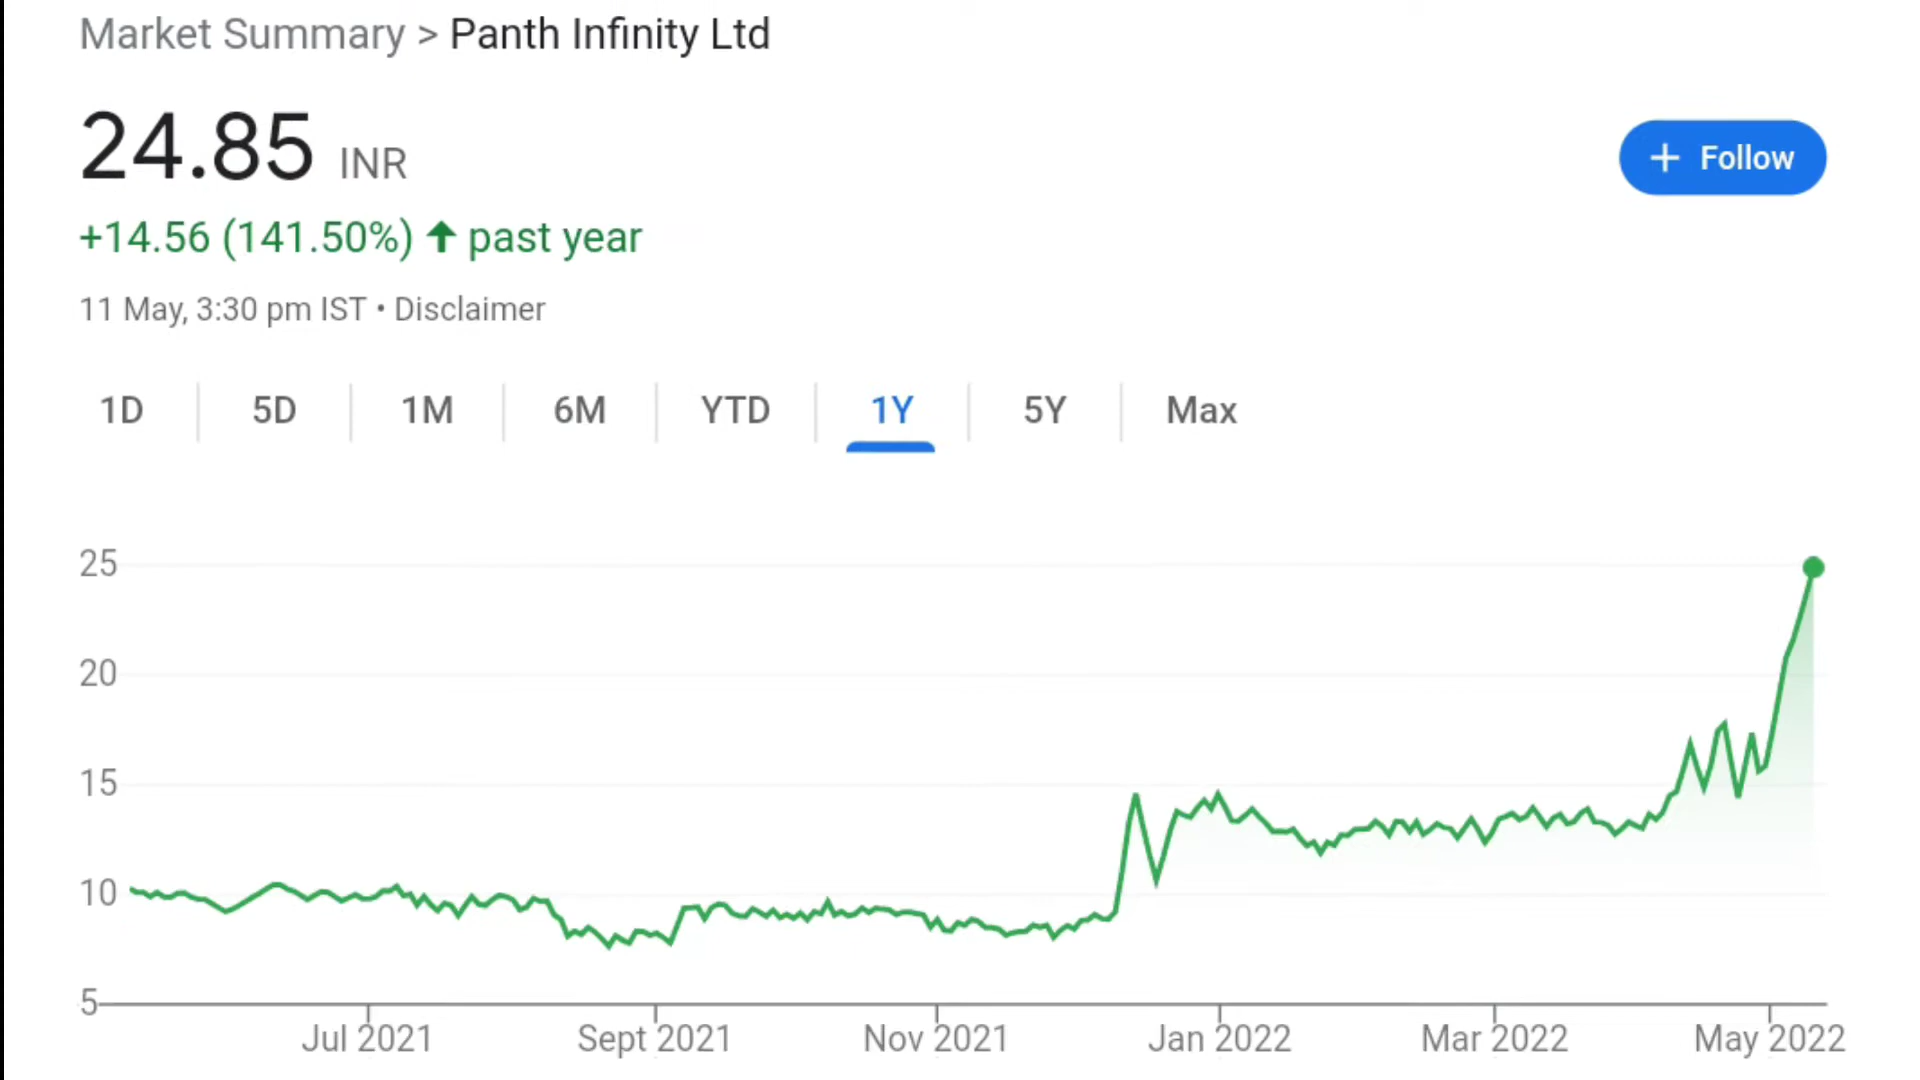 Market Summary > Panth Infinity Ltd
24.85 INR
+ Follow
+14.56 (141.50%) ↑ past year
11 May, 3:30 pm IST • Disclaimer
1D 5D 1M 6M YTD 1Y 5Y Max
25
20
15
10
5
Jul 2021 Sept 2021 Nov 2021 Jan 2022 Mar 2022 May 2022